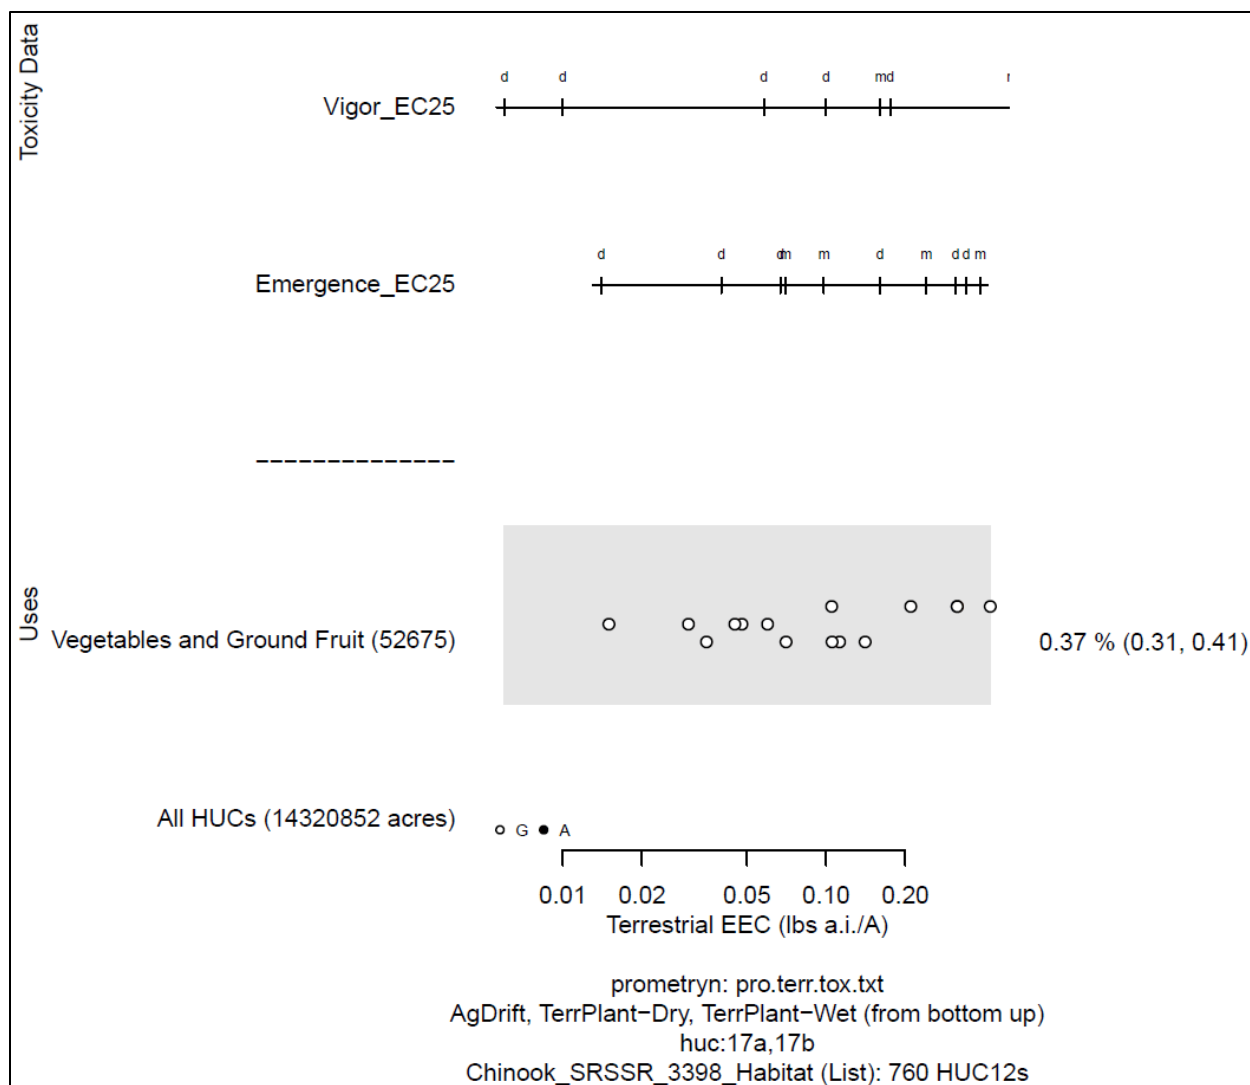 Toxicity Data
d d d d m d
Vigor_EC25
d d m m d m d d m
Emergence_EC25
––––––––––––––
Uses
Vegetables and Ground Fruit (52675)
0.37 % (0.31, 0.41)
All HUCs (14320852 acres)
G A
0.01 0.02 0.05 0.10 0.20
Terrestrial EEC (lbs a.i./A)
prometryn: pro.terr.tox.txt
AgDrift, TerrPlant−Dry, TerrPlant−Wet (from bottom up)
huc:17a,17b
Chinook_SRSSR_3398_Habitat (List): 760 HUC12s